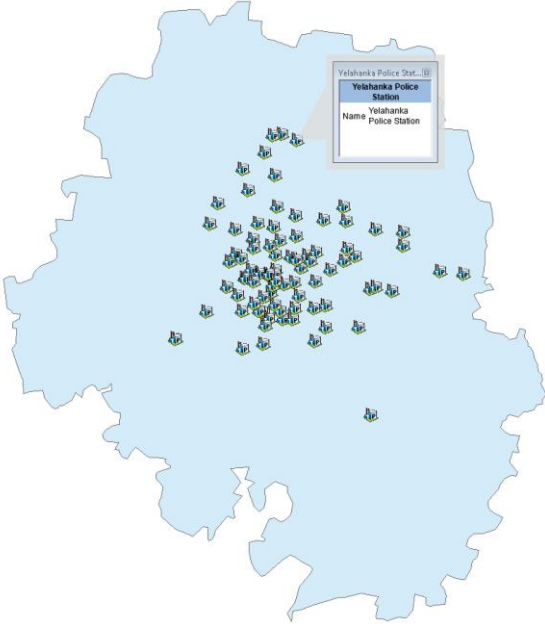 Yelahanka Police Stat...
Yelahanka Police
Station
Name Yelahanka
Police Station